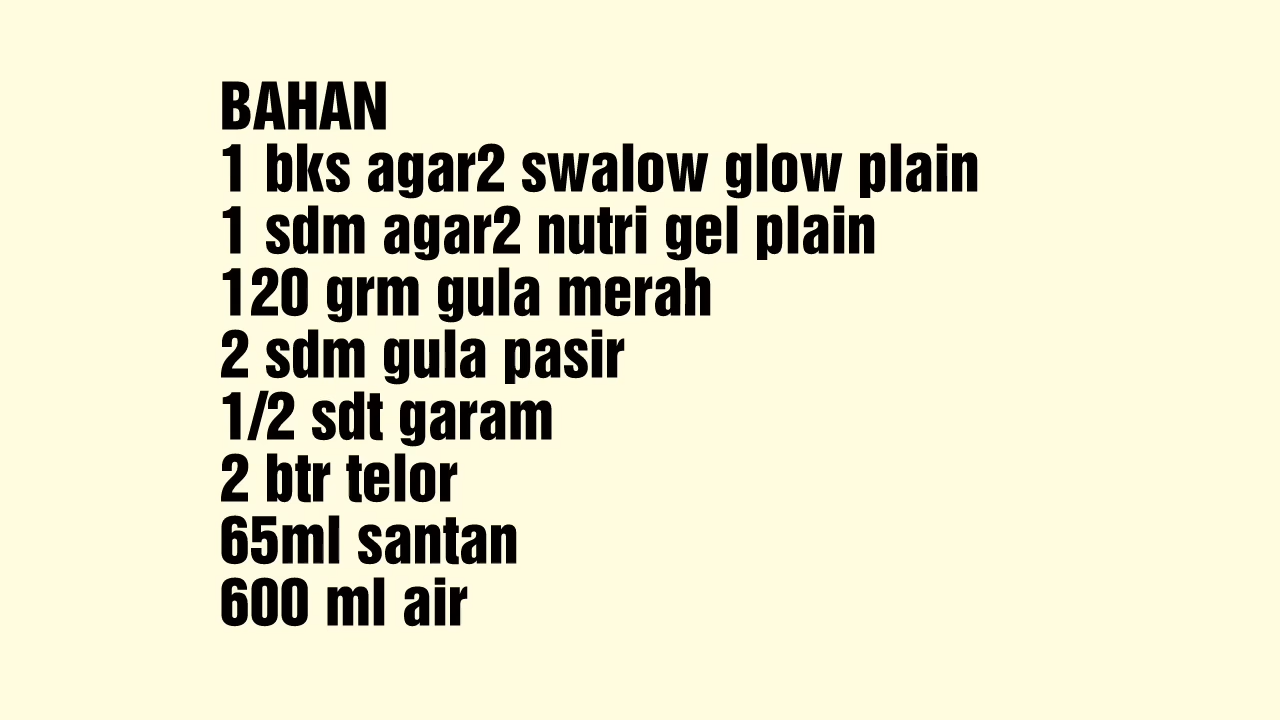 BAHAN
1 bks agar2 swalow glow plain
1 sdm agar2 nutri gel plain
120 grm gula merah
2 sdm gula pasir
1/2 sdt garam
2 btr telor
65ml santan
600 ml air